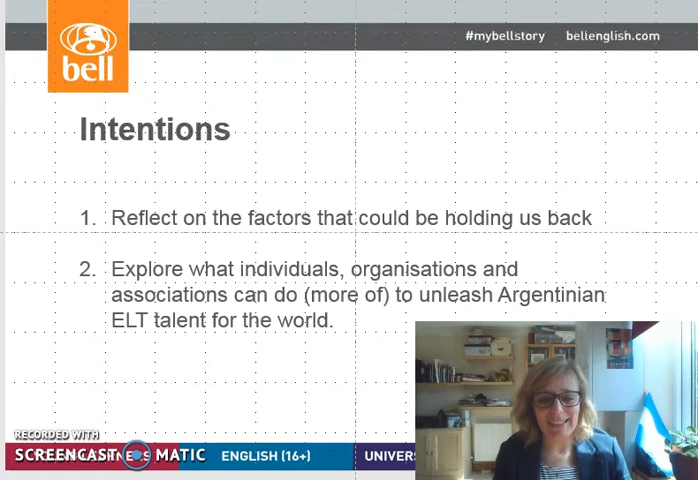 #mybellstory bellenglish.com
bell
Intentions
1. Reflect on the factors that could be holding us back
2. Explore what individuals, organisations and
associations can do (more of) to unleash Argentinian
ELT talent for the world.
RECORDED WITH
SCREENCAST MATIC
ENGLISH (16+)